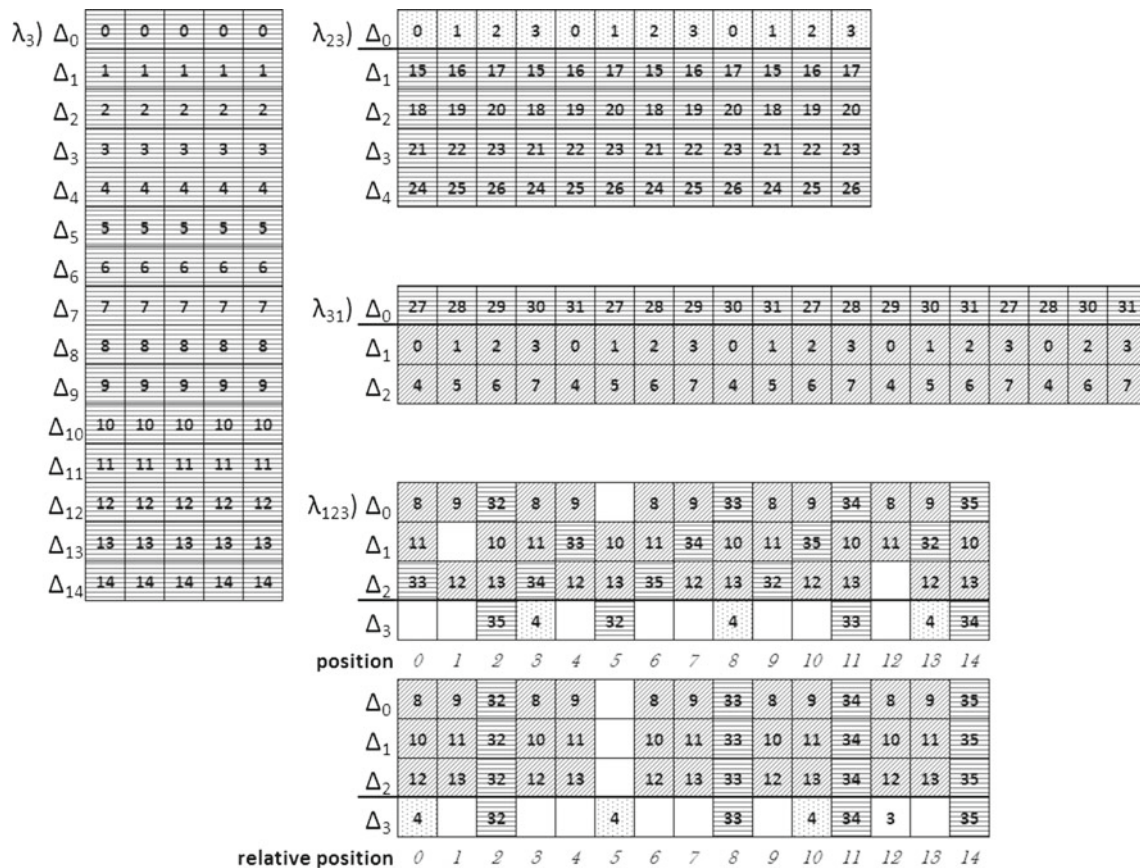 λ3) Δ0 0 0 0 0 0
Δ1 1 1 1 1 1
Δ2 2 2 2 2 2
Δ3 3 3 3 3 3
Δ4 4 4 4 4 4
Δ5 5 5 5 5 5
Δ6 6 6 6 6 6
Δ7 7 7 7 7 7
Δ8 8 8 8 8 8
Δ9 9 9 9 9 9
Δ10 10 10 10 10 10
Δ11 11 11 11 11 11
Δ12 12 12 12 12 12
Δ13 13 13 13 13 13
Δ14 14 14 14 14 14
λ23) Δ0 0 1 2 3 0 1 2 3 0 1 2 3
Δ1 15 16 17 15 16 17 15 16 17 15 16 17
Δ2 18 19 20 18 19 20 18 19 20 18 19 20
Δ3 21 22 23 21 22 23 21 22 23 21 22 23
Δ4 24 25 26 24 25 26 24 25 26 24 25 26
λ31) Δ0 27 28 29 30 31 27 28 29 30 31 27 28 29 30 31 27 28 30 31
Δ1 0 1 2 3 0 1 2 3 0 1 2 3 0 1 2 3 0 2 3
Δ2 4 5 6 7 4 5 6 7 4 5 6 7 4 5 6 7 4 6 7
λ123) Δ0 8 9 32 8 9 8 9 33 8 9 34 8 9 35
Δ1 11 10 11 33 10 11 34 10 11 35 10 11 32 10
Δ2 33 12 13 34 12 13 35 12 13 32 12 13 12 13
Δ3 35 4 32 4 33 4 34
position 0 1 2 3 4 5 6 7 8 9 10 11 12 13 14
Δ0 8 9 32 8 9 8 9 33 8 9 34 8 9 35
Δ1 10 11 32 10 11 10 11 33 10 11 34 10 11 35
Δ2 12 13 32 12 13 12 13 33 12 13 34 12 13 35
Δ3 4 32 4 33 4 34 3 35
relative position 0 1 2 3 4 5 6 7 8 9 10 11 12 13 14